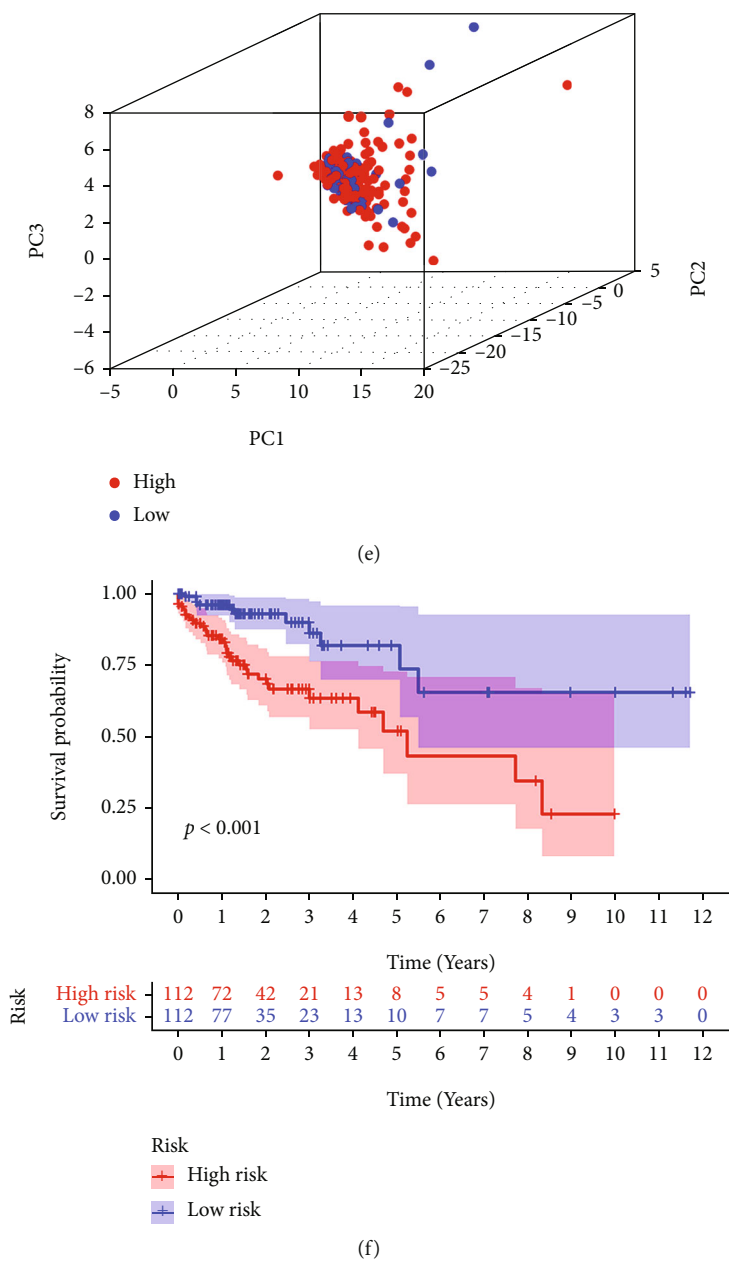 8
6
4
2
0
−2
−4
−6
PC3
−5 0 5 10 15 20
PC1
5
0
−5
−10
−15
−20
−25
PC2
High
Low
(e)
1.00
0.75
0.50
0.25
0.00
Survival probability
p < 0.001
0 1 2 3 4 5 6 7 8 9 10 11 12
Time (Years)
Risk
High risk 112 72 42 21 13 8 5 5 4 1 0 0 0
Low risk 112 77 35 23 13 10 7 7 5 4 3 3 0
0 1 2 3 4 5 6 7 8 9 10 11 12
Time (Years)
Risk
High risk
Low risk
(f)